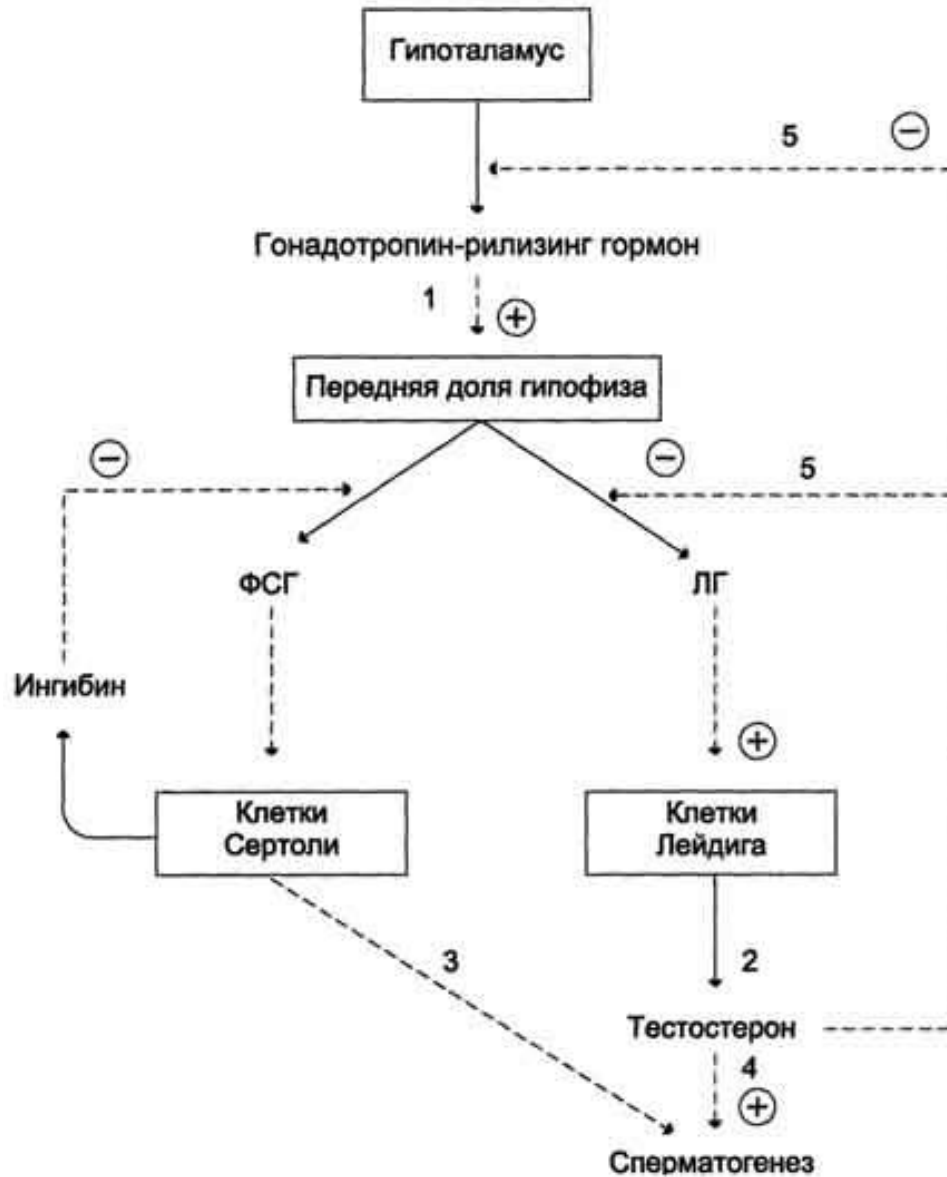 Гипоталамус
5 −
Гонадотропин-рилизинг гормон
1 +
Передняя доля гипофиза
− − 5
ФСГ ЛГ
Ингибин
+
Клетки
Сертоли
Клетки
Лейдига
3 2
Тестостерон
4
+
Сперматогенез